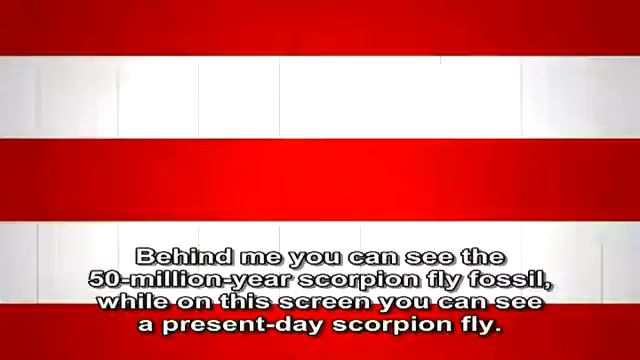 Behind me you can see the
50-million-year scorpion fly fossil,
while on this screen you can see
a present-day scorpion fly.